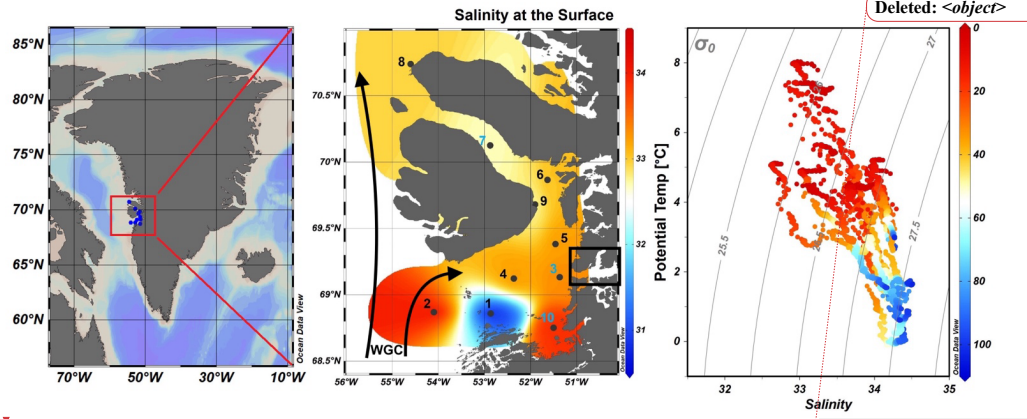 Deleted: <object>
Salinity at the Surface
85°N
80°N
75°N
70°N
65°N
60°N
70°W
50°W
30°W
10°W
Ocean Data View
70.5°N
70°N
69.5°N
69°N
68.5°N
56°W
55°W
54°W
53°W
52°W
51°W
8
7
6
9
5
4
3
2
1
10
WGC
34
33
32
31
Ocean Data View
σ0
27
25.5
27.5
8
6
4
2
0
Potential Temp [°C]
32
33
34
35
Salinity
0
20
40
60
80
100
Ocean Data View